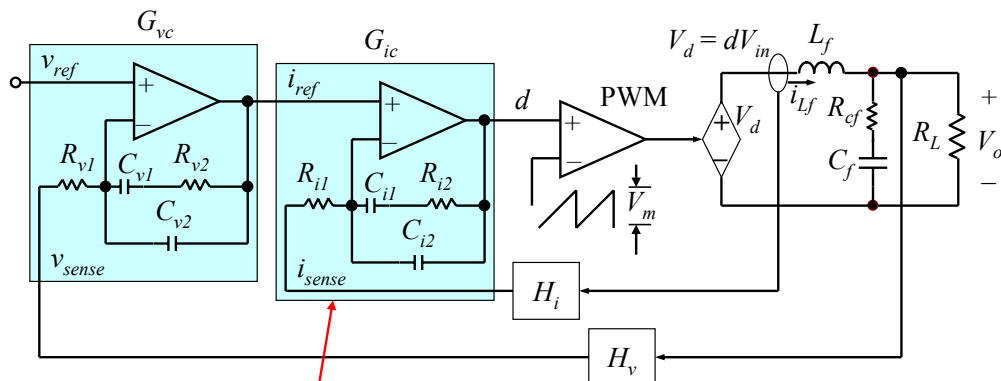 G_vc
G_ic
V_d = dV_in
L_f
v_ref
i_ref
d
PWM
i_Lf
+
−
+
−
+
−
+
−
V_d
R_cf
R_L
+
V_o
−
C_f
R_v1
C_v1
R_v2
C_v2
R_i1
C_i1
R_i2
C_i2
V_m
v_sense
i_sense
H_i
H_v